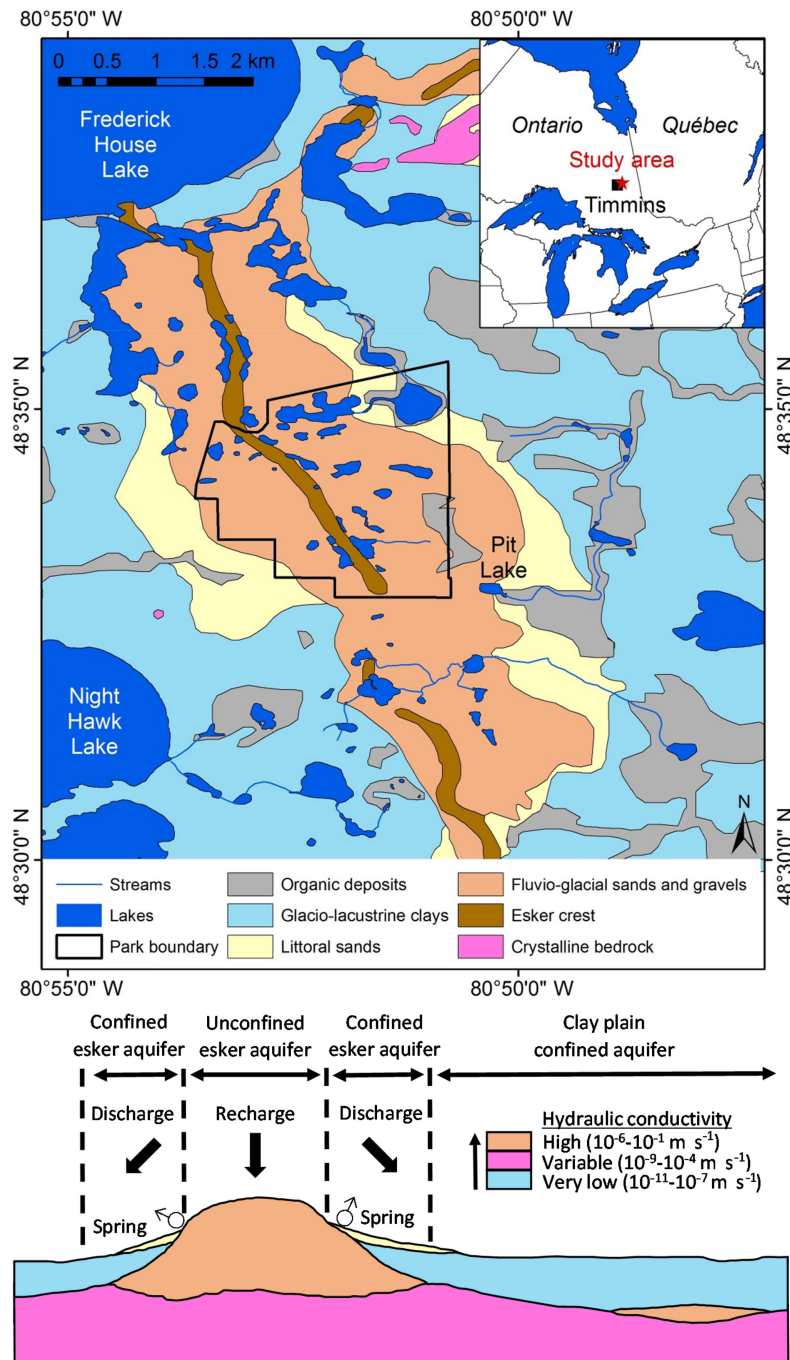 80°55'0" W 80°50'0" W
0 0.5 1 1.5 2 km
Frederick
House
Lake
Ontario Québec
Study area
Timmins
48°35'0" N 48°35'0" N
Pit
Lake
Night
Hawk
Lake
N
48°30'0" N 48°30'0" N
Streams Organic deposits Fluvio-glacial sands and gravels
Lakes Glacio-lacustrine clays Esker crest
Park boundary Littoral sands Crystalline bedrock
80°55'0" W 80°50'0" W
Confined Unconfined Confined Clay plain
esker aquifer esker aquifer esker aquifer confined aquifer
Discharge Recharge Discharge
Hydraulic conductivity
High (10⁻⁶-10⁻¹ m s⁻¹)
Variable (10⁻⁹-10⁻⁴ m s⁻¹)
Very low (10⁻¹¹-10⁻⁷ m s⁻¹)
Spring Spring